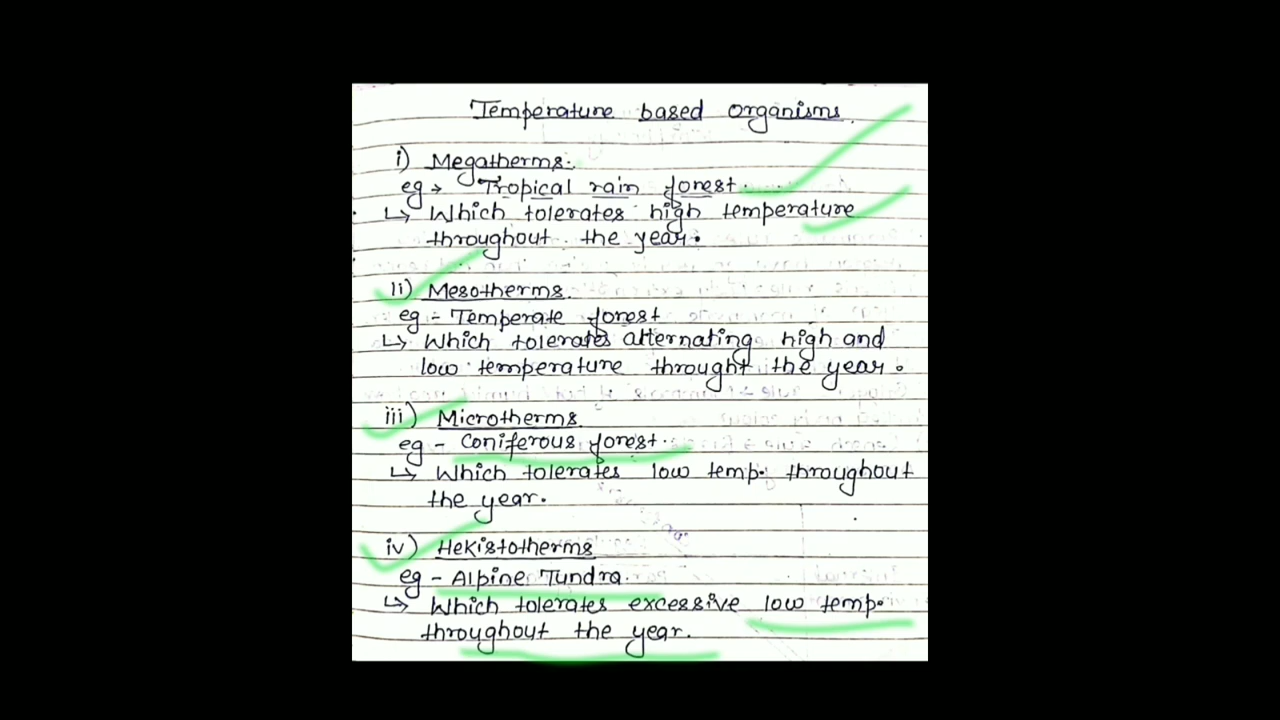 Temperature based organisms.
i) Megatherms.
eg → Tropical rain forest.
↳ Which tolerates high temperature
throughout the year.
ii) Mesotherms.
eg - Temperate forest
↳ Which tolerates alternating high and
low temperature throught the year.
iii) Microtherms.
eg - Coniferous forest.
↳ Which tolerates low temp. throughout
the year.
iv) Hekistotherms
eg - Alpine Tundra.
↳ Which tolerates excessive low temp.
throughout the year.